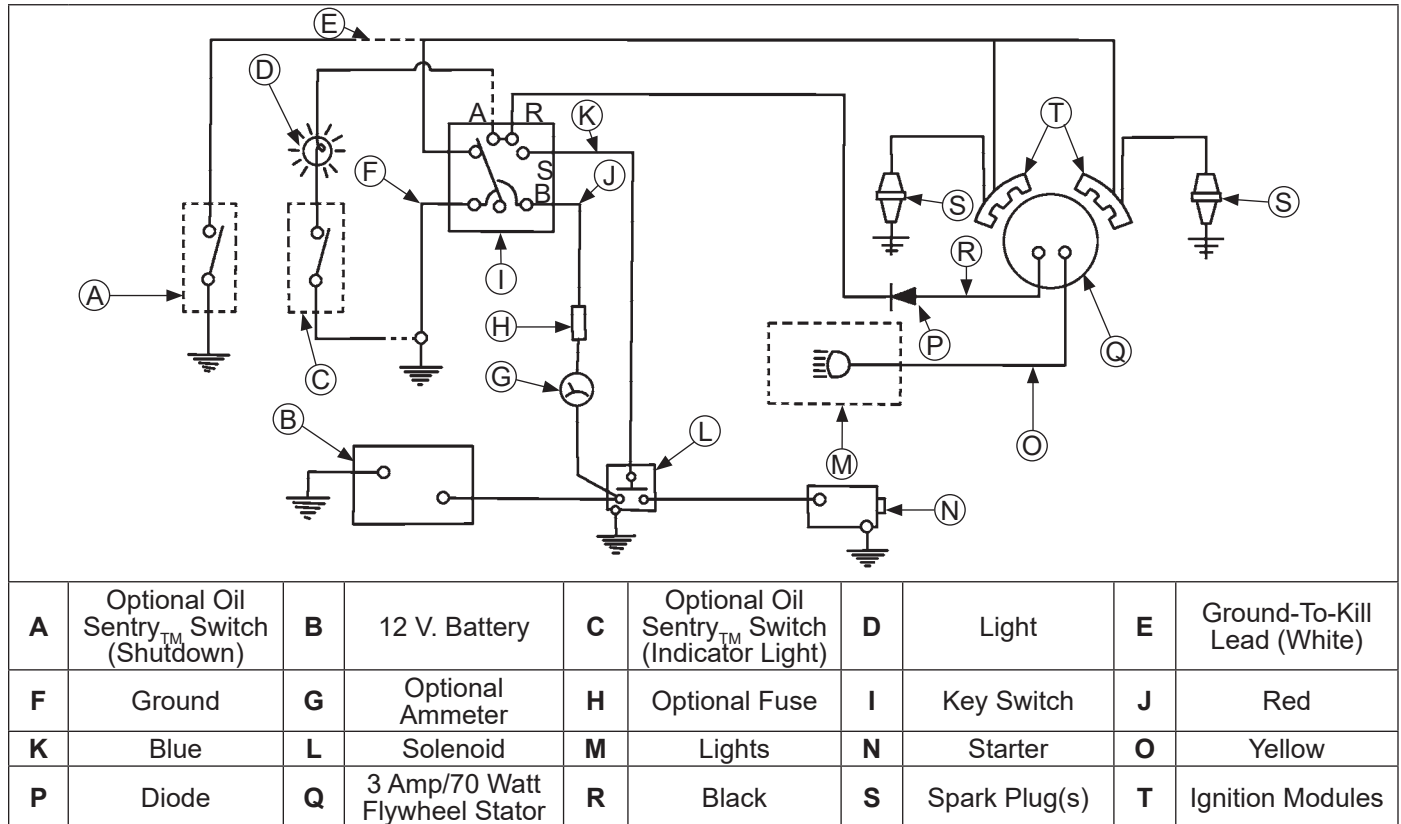 E
D
A R
K
T
F
S
B
J
S
S
A
I
R
H
C
P
Q
G
B
L
M
O
N
A Optional Oil Sentry™ Switch (Shutdown) B 12 V. Battery C Optional Oil Sentry™ Switch (Indicator Light) D Light E Ground-To-Kill Lead (White)
F Ground G Optional Ammeter H Optional Fuse I Key Switch J Red
K Blue L Solenoid M Lights N Starter O Yellow
P Diode Q 3 Amp/70 Watt Flywheel Stator R Black S Spark Plug(s) T Ignition Modules